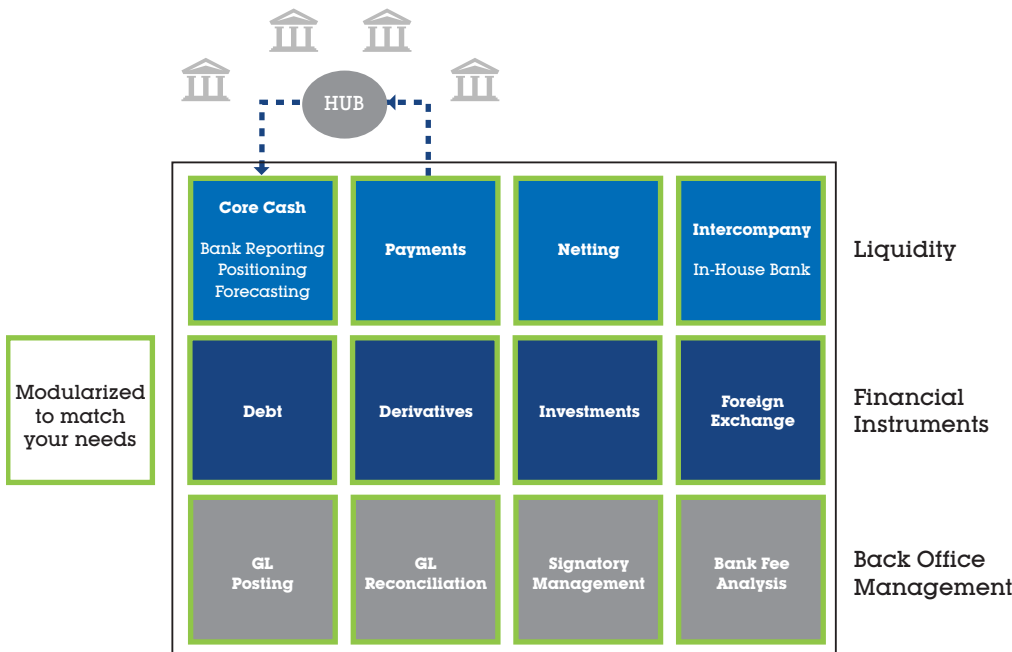 HUB
Core Cash
Bank Reporting
Positioning
Forecasting
Payments
Netting
Intercompany
In-House Bank
Liquidity
Modularized
to match
your needs
Debt
Derivatives
Investments
Foreign
Exchange
Financial
Instruments
GL
Posting
GL
Reconciliation
Signatory
Management
Bank Fee
Analysis
Back Office
Management